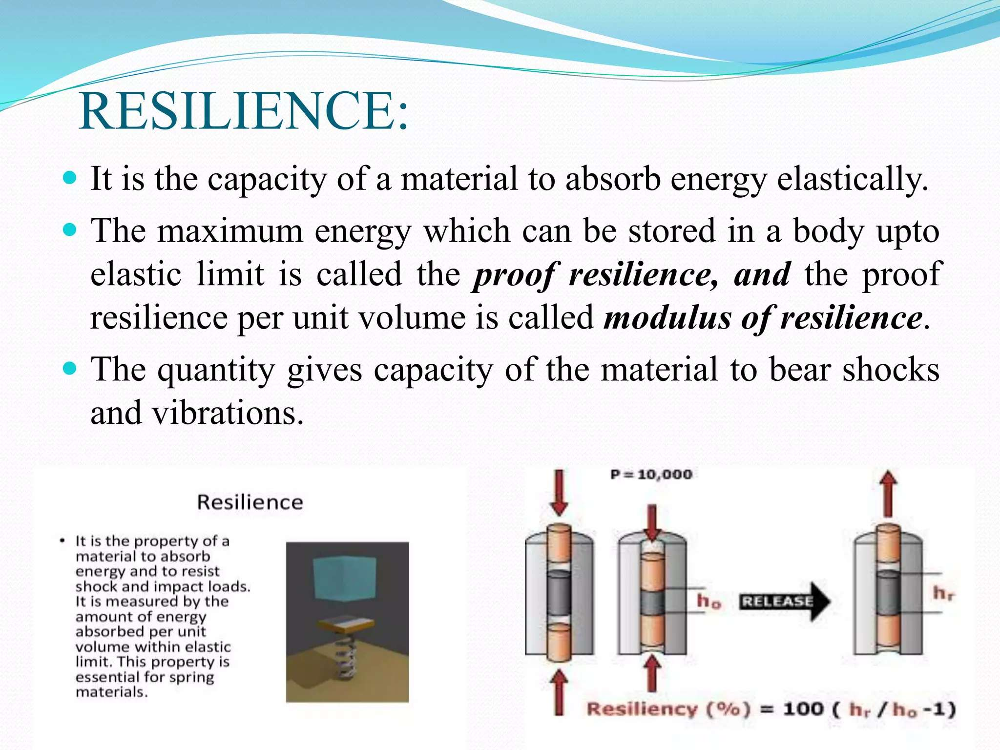 RESILIENCE:
• It is the capacity of a material to absorb energy elastically.
• The maximum energy which can be stored in a body upto
elastic limit is called the proof resilience, and the proof
resilience per unit volume is called modulus of resilience.
• The quantity gives capacity of the material to bear shocks
and vibrations.
Resilience
• It is the property of a
material to absorb
energy and to resist
shock and impact loads.
It is measured by the
amount of energy
absorbed per unit
volume within elastic
limit. This property is
essential for spring
materials.
P = 10,000
ho
RELEASE
hr
Resiliency (%) = 100 ( hr / ho -1)